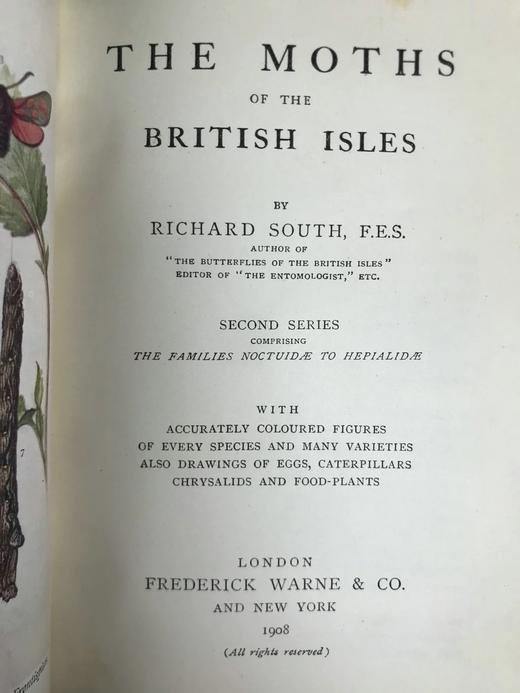 THE MOTHS
OF THE
BRITISH ISLES
BY
RICHARD SOUTH, F.E.S.
AUTHOR OF
"THE BUTTERFLIES OF THE BRITISH ISLES"
EDITOR OF "THE ENTOMOLOGIST," ETC.
SECOND SERIES
COMPRISING
THE FAMILIES NOCTUIDÆ TO HEPIALIDÆ
WITH
ACCURATELY COLOURED FIGURES
OF EVERY SPECIES AND MANY VARIETIES
ALSO DRAWINGS OF EGGS, CATERPILLARS
CHRYSALIDS AND FOOD-PLANTS
LONDON
FREDERICK WARNE & CO.
AND NEW YORK
1908
(All rights reserved)
7
Frontispiece